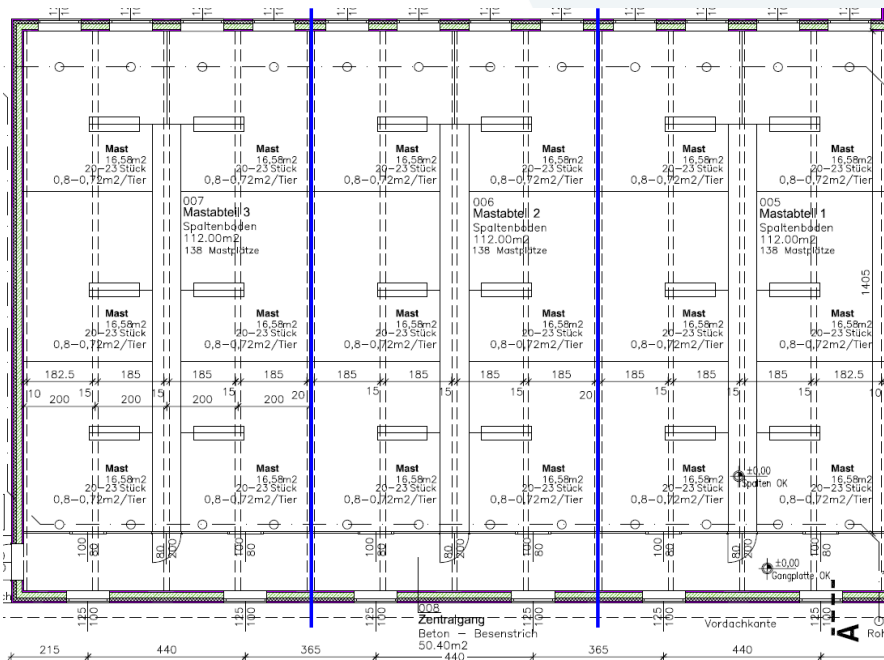 Mast
16,58m2
20-23 Stück
0,8-0,72m2/Tier
Mast
16,58m2
20-23 Stück
0,8-0,72m2/Tier
Mast
16,58m2
20-23 Stück
0,8-0,72m2/Tier
Mast
16,58m2
20-23 Stück
0,8-0,72m2/Tier
Mast
16,58m2
20-23 Stück
0,8-0,72m2/Tier
Mast
16,58m2
20-23 Stück
0,8-0,72m2/Tier
007
Mastabteil 3
Spaltenboden
112.00m2
138 Mastplätze
006
Mastabteil 2
Spaltenboden
112.00m2
138 Mastplätze
005
Mastabteil 1
Spaltenboden
112.00m2
138 Mastplätze
1405
Mast
16,58m2
20-23 Stück
0,8-0,72m2/Tier
Mast
16,58m2
20-23 Stück
0,8-0,72m2/Tier
Mast
16,58m2
20-23 Stück
0,8-0,72m2/Tier
Mast
16,58m2
20-23 Stück
0,8-0,72m2/Tier
Mast
16,58m2
20-23 Stück
0,8-0,72m2/Tier
Mast
16,58m2
20-23 Stück
0,8-0,72m2/Tier
182.5 185 185 185 185 185 185 185 185 185 185 182.5
10 15 15 15 20 15 15 15 20 15 15 15 10
200 200 200 200
Mast
16,58m2
20-23 Stück
0,8-0,72m2/Tier
Mast
16,58m2
20-23 Stück
0,8-0,72m2/Tier
Mast
16,58m2
20-23 Stück
0,8-0,72m2/Tier
Mast
16,58m2
20-23 Stück
0,8-0,72m2/Tier
Mast
16,58m2
20-23 Stück
0,8-0,72m2/Tier
Mast
16,58m2
20-23 Stück
0,8-0,72m2/Tier
±0,00
Spalten OK
100 80 80 200 100 80 100 80 80 200 100 80 100 80 80 200 100 80
±0,00
Gangplatte OK
120 100 120 100 120 100 120 100 120 100 120 100
008
Zentralgang
Beton - Besenstrich
50.40m2
Vordachkante
A
Roh
215 440 365 440 365 440